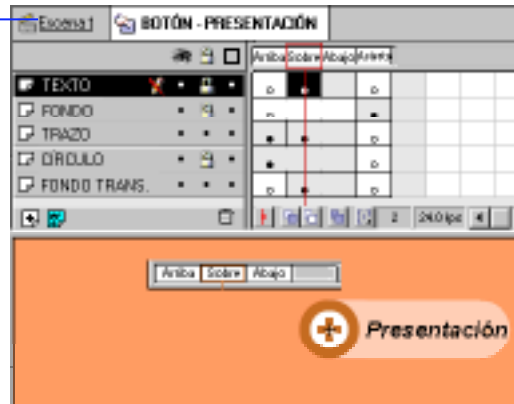 Escena 1 BOTÓN - PRESENTACIÓN
Arriba Sobre Abajo
TEXTO
FONDO
TRAZO
CÍRCULO
FONDO TRANS.
2 24.0 fps
Arriba Sobre Abajo
Presentación